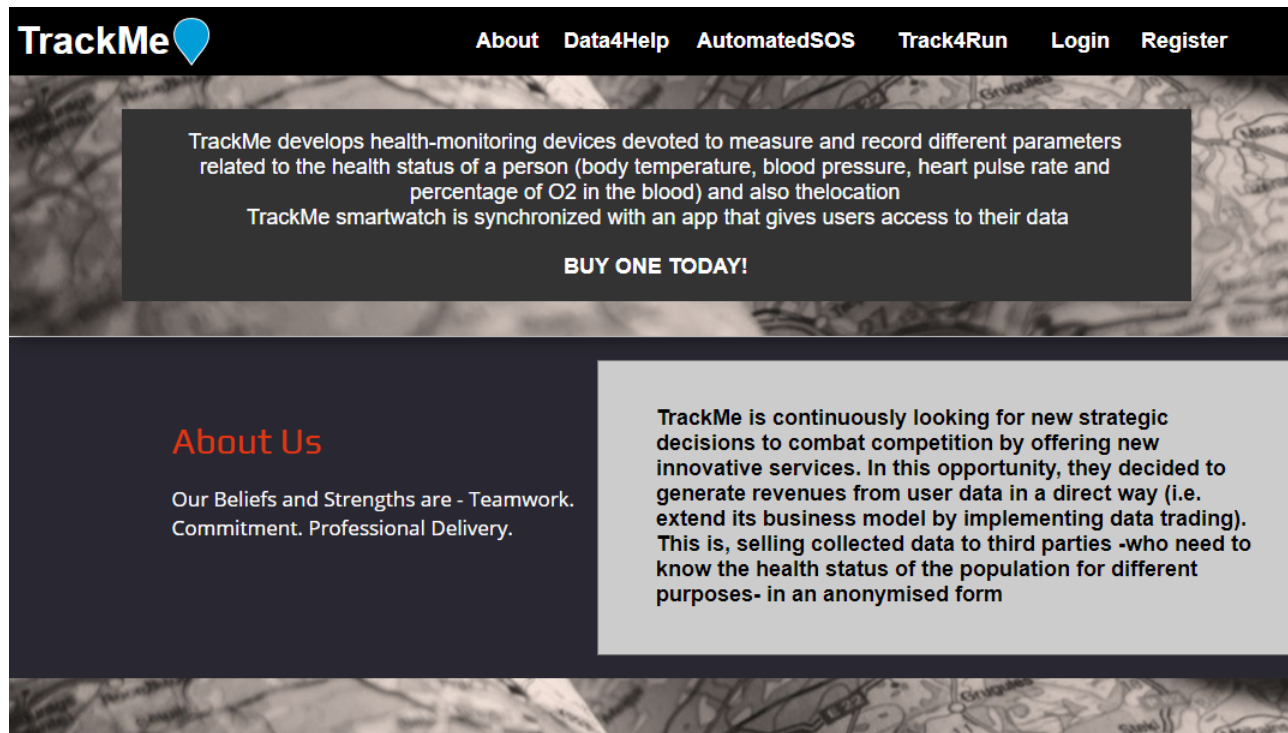 TrackMe
About Data4Help AutomatedSOS Track4Run Login Register
TrackMe develops health-monitoring devices devoted to measure and record different parameters
related to the health status of a person (body temperature, blood pressure, heart pulse rate and
percentage of O2 in the blood) and also thelocation
TrackMe smartwatch is synchronized with an app that gives users access to their data
BUY ONE TODAY!
About Us
Our Beliefs and Strengths are - Teamwork.
Commitment. Professional Delivery.
TrackMe is continuously looking for new strategic
decisions to combat competition by offering new
innovative services. In this opportunity, they decided to
generate revenues from user data in a direct way (i.e.
extend its business model by implementing data trading).
This is, selling collected data to third parties -who need to
know the health status of the population for different
purposes- in an anonymised form